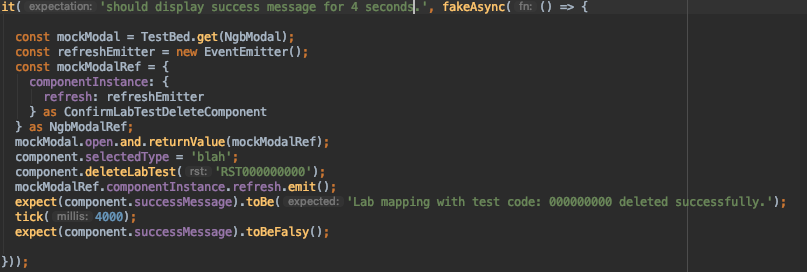 it( expectation: 'should display success message for 4 seconds.', fakeAsync( fn: () => {
const mockModal = TestBed.get(NgbModal);
const refreshEmitter = new EventEmitter();
const mockModalRef = {
componentInstance: {
refresh: refreshEmitter
} as ConfirmLabTestDeleteComponent
} as NgbModalRef;
mockModal.open.and.returnValue(mockModalRef);
component.selectedType = 'blah';
component.deleteLabTest( rst: 'RST000000000');
mockModalRef.componentInstance.refresh.emit();
expect(component.successMessage).toBe( expected: 'Lab mapping with test code: 000000000 deleted successfully.');
tick( millis: 4000);
expect(component.successMessage).toBeFalsy();
}));